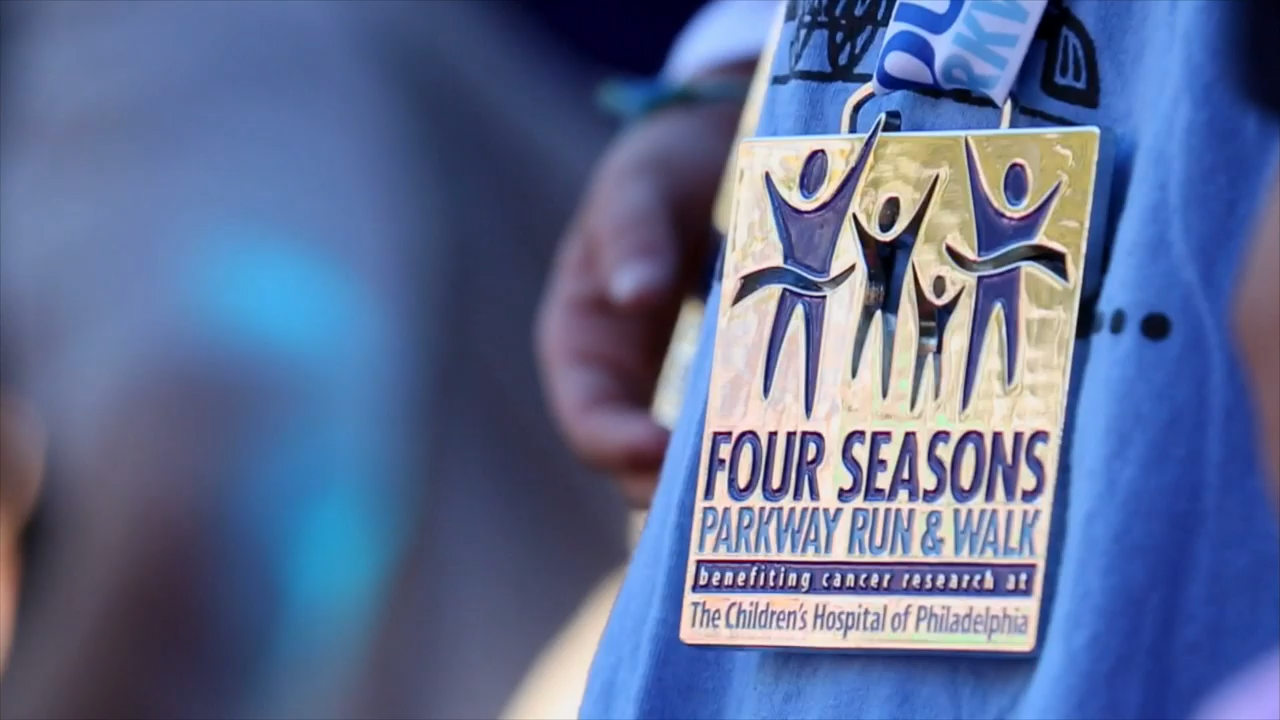 FOUR SEASONS
PARKWAY RUN & WALK
benefiting cancer research at
The Children's Hospital of Philadelphia